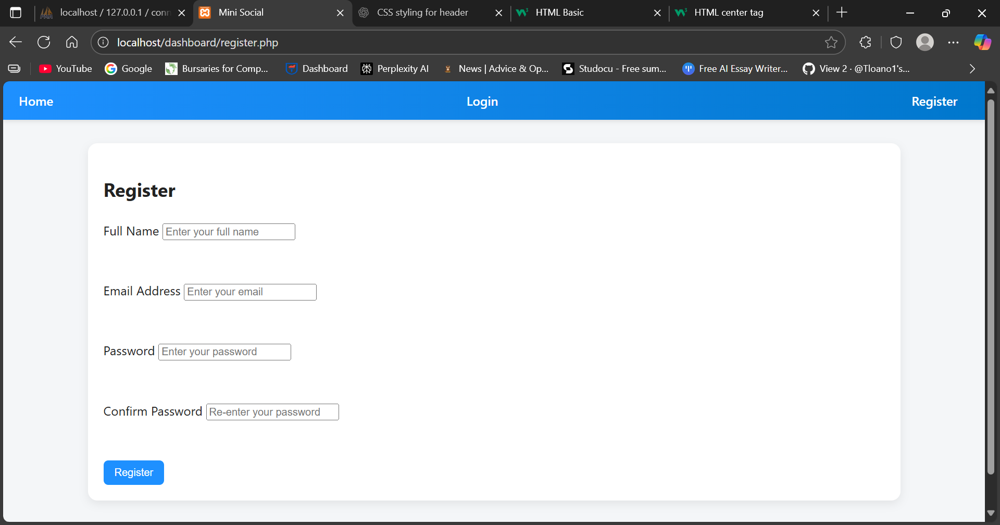 localhost / 127.0.0.1 / conn
Mini Social
CSS styling for header
HTML Basic
HTML center tag
localhost/dashboard/register.php
YouTube
Google
Bursaries for Comp...
Dashboard
Perplexity AI
News | Advice & Op...
Studocu - Free sum...
Free AI Essay Writer...
View 2 · @Tloano1's...
Home
Login
Register
Register
Full Name Enter your full name
Email Address Enter your email
Password Enter your password
Confirm Password Re-enter your password
Register